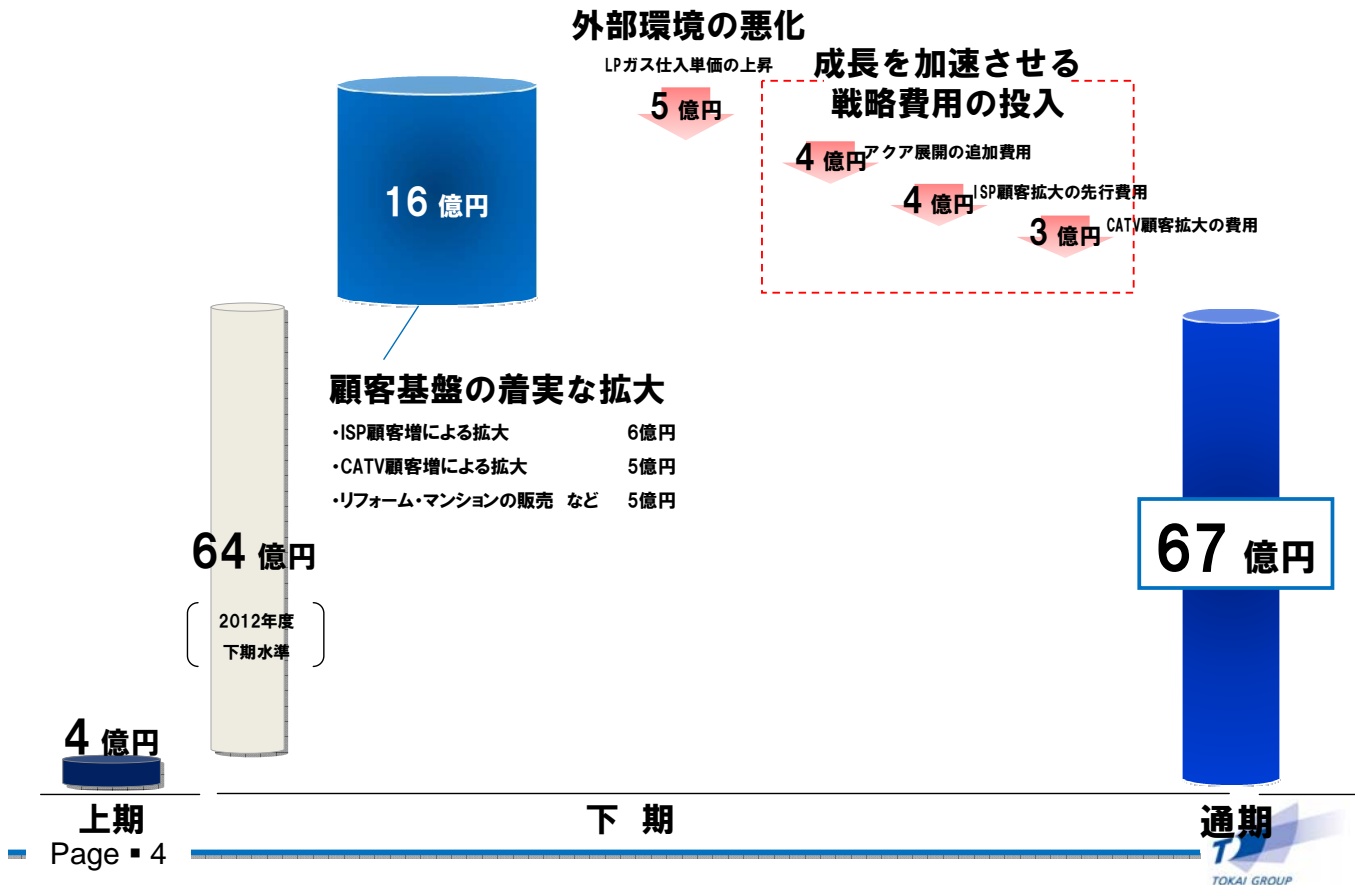 外部環境の悪化
LPガス仕入単価の上昇
5 億円
成長を加速させる
戦略費用の投入
4 億円 アクア展開の追加費用
4 億円 ISP顧客拡大の先行費用
3 億円 CATV顧客拡大の費用
16 億円
顧客基盤の着実な拡大
・ISP顧客増による拡大 6億円
・CATV顧客増による拡大 5億円
・リフォーム・マンションの販売 など 5億円
64 億円
2012年度
下期水準
67 億円
4 億円
上期
下 期
通期
Page ▪ 4
TOKAI GROUP